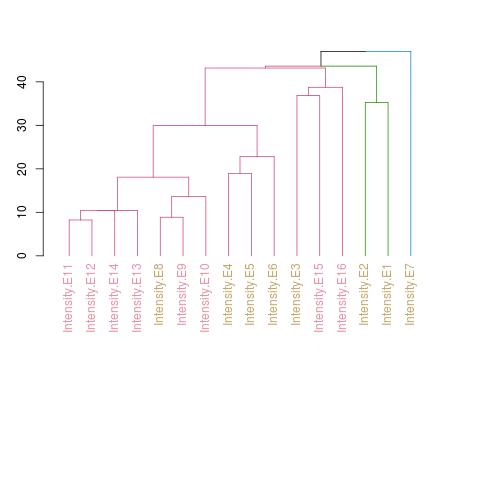 40
30
20
10
0
Intensity.E11
Intensity.E12
Intensity.E14
Intensity.E13
Intensity.E8
Intensity.E9
Intensity.E10
Intensity.E4
Intensity.E5
Intensity.E6
Intensity.E3
Intensity.E15
Intensity.E16
Intensity.E2
Intensity.E1
Intensity.E7